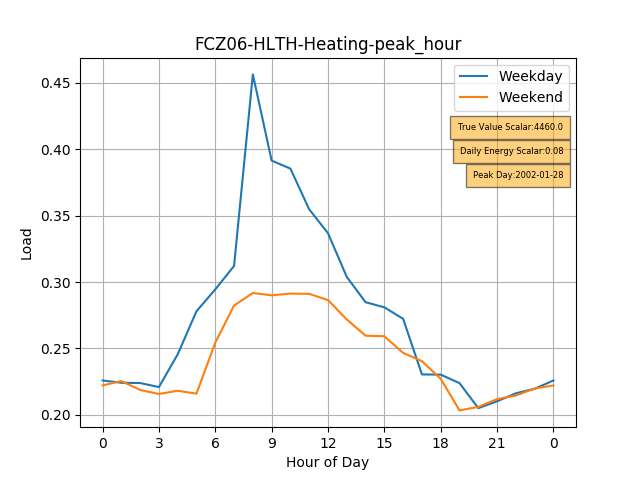 FCZ06-HLTH-Heating-peak_hour
Weekday
Weekend
True Value Scalar:4460.0
Daily Energy Scalar:0.08
Peak Day:2002-01-28
Load
0.45
0.40
0.35
0.30
0.25
0.20
0 3 6 9 12 15 18 21 0
Hour of Day